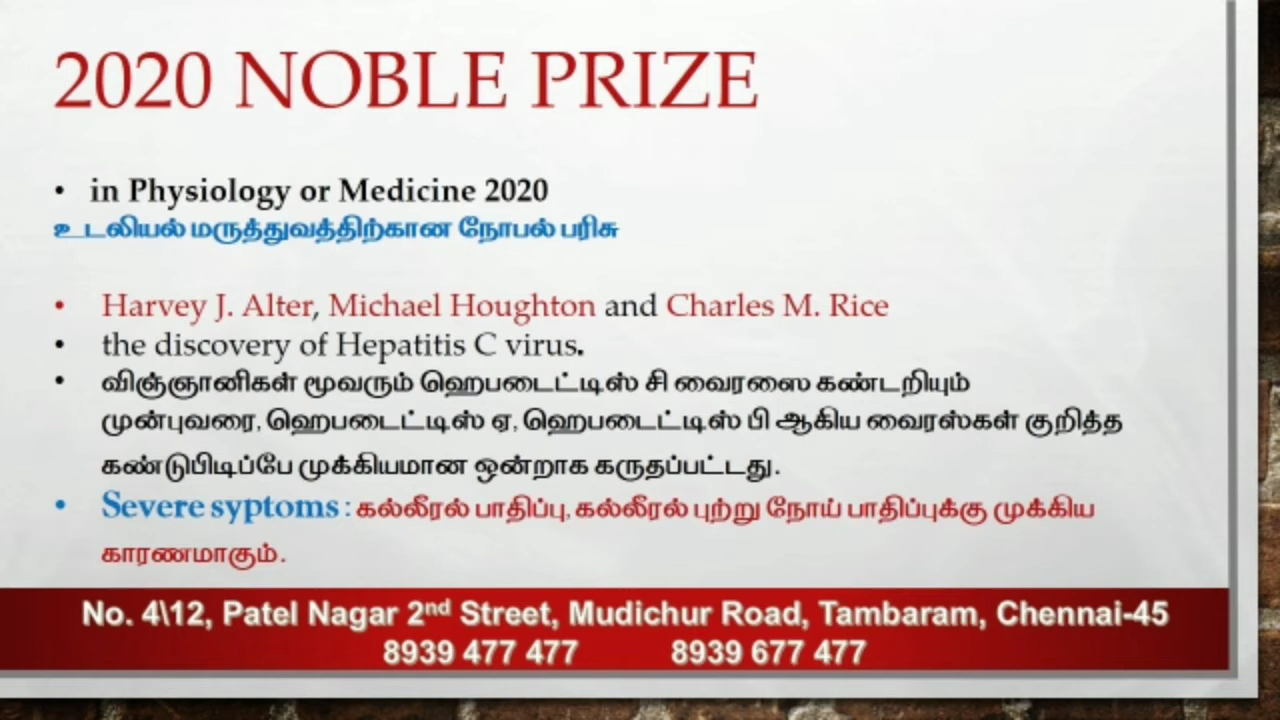 2020 NOBLE PRIZE
• in Physiology or Medicine 2020
உடலியல் மருத்துவத்திற்கான நோபல் பரிசு
• Harvey J. Alter, Michael Houghton and Charles M. Rice
• the discovery of Hepatitis C virus.
• விஞ்ஞானிகள் மூவரும் ஹெபடைட்டிஸ் சி வைரஸை கண்டறியும்
முன்புவரை, ஹெபடைட்டிஸ் ஏ, ஹெபடைட்டிஸ் பி ஆகிய வைரஸ்கள் குறித்த
கண்டுபிடிப்பே முக்கியமான ஒன்றாக கருதப்பட்டது.
• Severe syptoms : கல்லீரல் பாதிப்பு, கல்லீரல் புற்று நோய் பாதிப்புக்கு முக்கிய
காரணமாகும்.
No. 4\12, Patel Nagar 2nd Street, Mudichur Road, Tambaram, Chennai-45
8939 477 477 8939 677 477